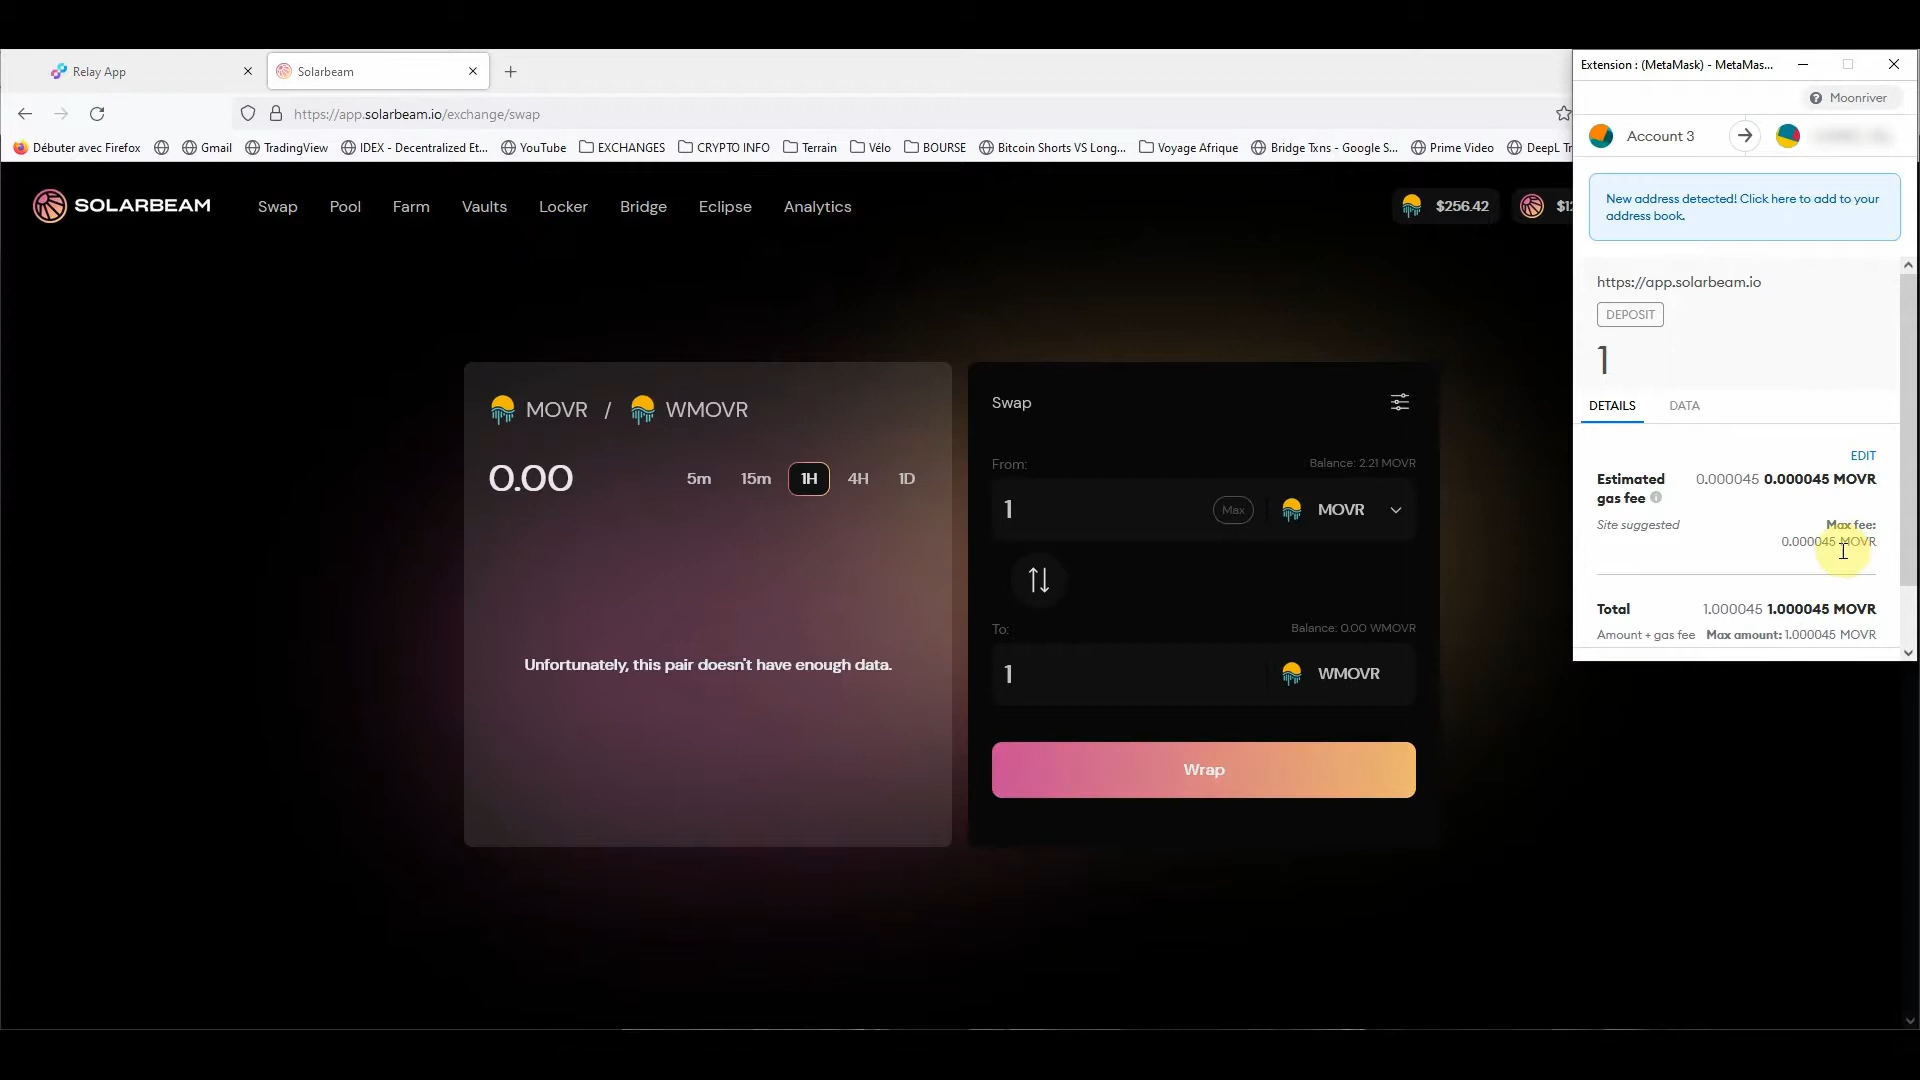 Relay App
Solarbeam
Extension : (MetaMask) - MetaMas...
https://app.solarbeam.io/exchange/swap
Moonriver
Débuter avec Firefox
Gmail
TradingView
IDEX - Decentralized Et...
YouTube
EXCHANGES
CRYPTO INFO
Terrain
Vélo
BOURSE
Bitcoin Shorts VS Long...
Voyage Afrique
Bridge Txns - Google S...
Prime Video
DeepL Tr
Account 3
SOLARBEAM
Swap
Pool
Farm
Vaults
Locker
Bridge
Eclipse
Analytics
$256.42
New address detected! Click here to add to your
address book.
https://app.solarbeam.io
DEPOSIT
1
DETAILS
DATA
EDIT
Estimated
gas fee
0.000045 0.000045 MOVR
Site suggested
Max fee:
0.000045 MOVR
Total
1.000045 1.000045 MOVR
Amount + gas fee
Max amount: 1.000045 MOVR
MOVR / WMOVR
0.00
5m
15m
1H
4H
1D
Unfortunately, this pair doesn't have enough data.
Swap
From:
Balance: 2.21 MOVR
1
Max
MOVR
To:
Balance: 0.00 WMOVR
1
WMOVR
Wrap